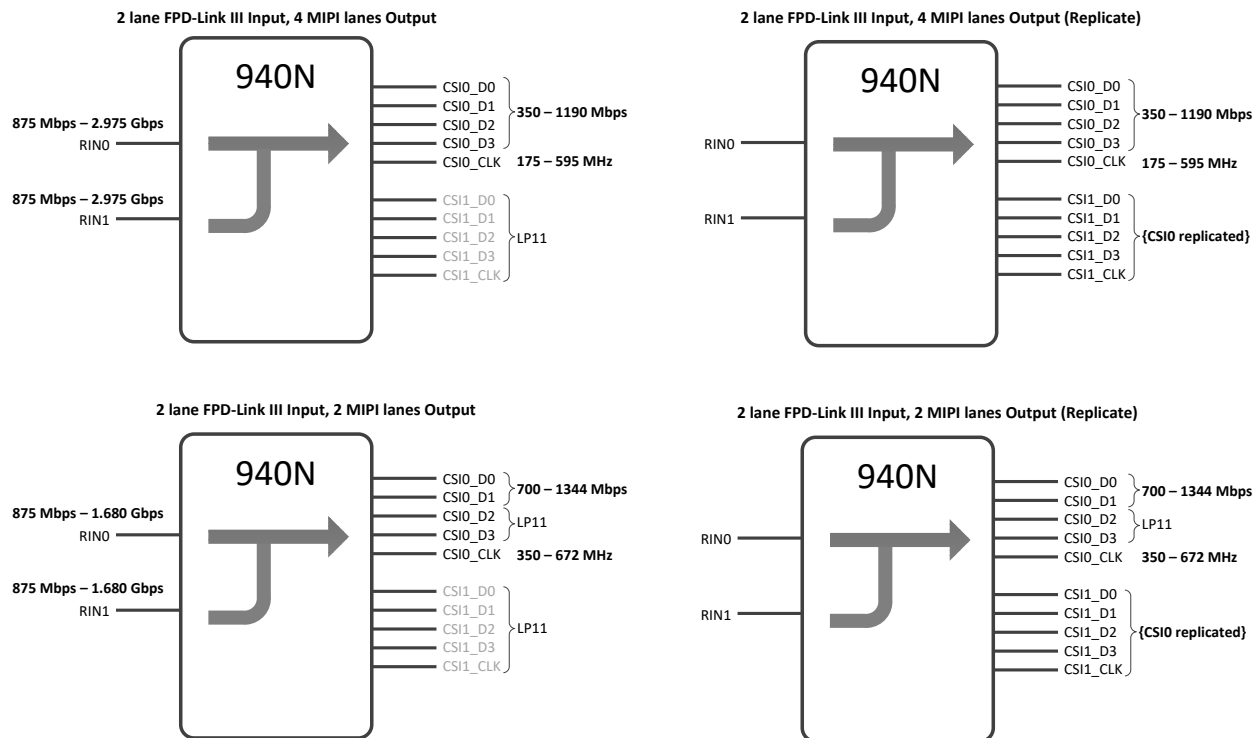 2 lane FPD-Link III Input, 4 MIPI lanes Output
940N
875 Mbps – 2.975 Gbps
RIN0
875 Mbps – 2.975 Gbps
RIN1
CSI0_D0
CSI0_D1
CSI0_D2
CSI0_D3
350 – 1190 Mbps
CSI0_CLK 175 – 595 MHz
CSI1_D0
CSI1_D1
CSI1_D2
CSI1_D3
CSI1_CLK
LP11
2 lane FPD-Link III Input, 4 MIPI lanes Output (Replicate)
940N
RIN0
RIN1
CSI0_D0
CSI0_D1
CSI0_D2
CSI0_D3
350 – 1190 Mbps
CSI0_CLK 175 – 595 MHz
CSI1_D0
CSI1_D1
CSI1_D2
CSI1_D3
CSI1_CLK
{CSI0 replicated}
2 lane FPD-Link III Input, 2 MIPI lanes Output
940N
875 Mbps – 1.680 Gbps
RIN0
875 Mbps – 1.680 Gbps
RIN1
CSI0_D0
CSI0_D1
700 – 1344 Mbps
CSI0_D2
CSI0_D3
LP11
CSI0_CLK 350 – 672 MHz
CSI1_D0
CSI1_D1
CSI1_D2
CSI1_D3
CSI1_CLK
LP11
2 lane FPD-Link III Input, 2 MIPI lanes Output (Replicate)
940N
RIN0
RIN1
CSI0_D0
CSI0_D1
700 – 1344 Mbps
CSI0_D2
CSI0_D3
LP11
CSI0_CLK 350 – 672 MHz
CSI1_D0
CSI1_D1
CSI1_D2
CSI1_D3
CSI1_CLK
{CSI0 replicated}